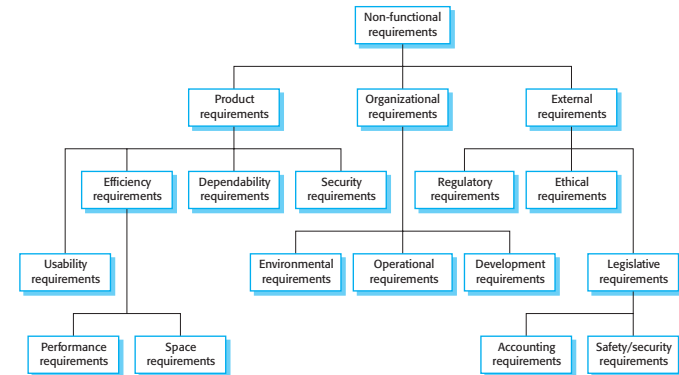 Non-functional
requirements
Product
requirements
Organizational
requirements
External
requirements
Efficiency
requirements
Dependability
requirements
Security
requirements
Regulatory
requirements
Ethical
requirements
Usability
requirements
Environmental
requirements
Operational
requirements
Development
requirements
Legislative
requirements
Performance
requirements
Space
requirements
Accounting
requirements
Safety/security
requirements